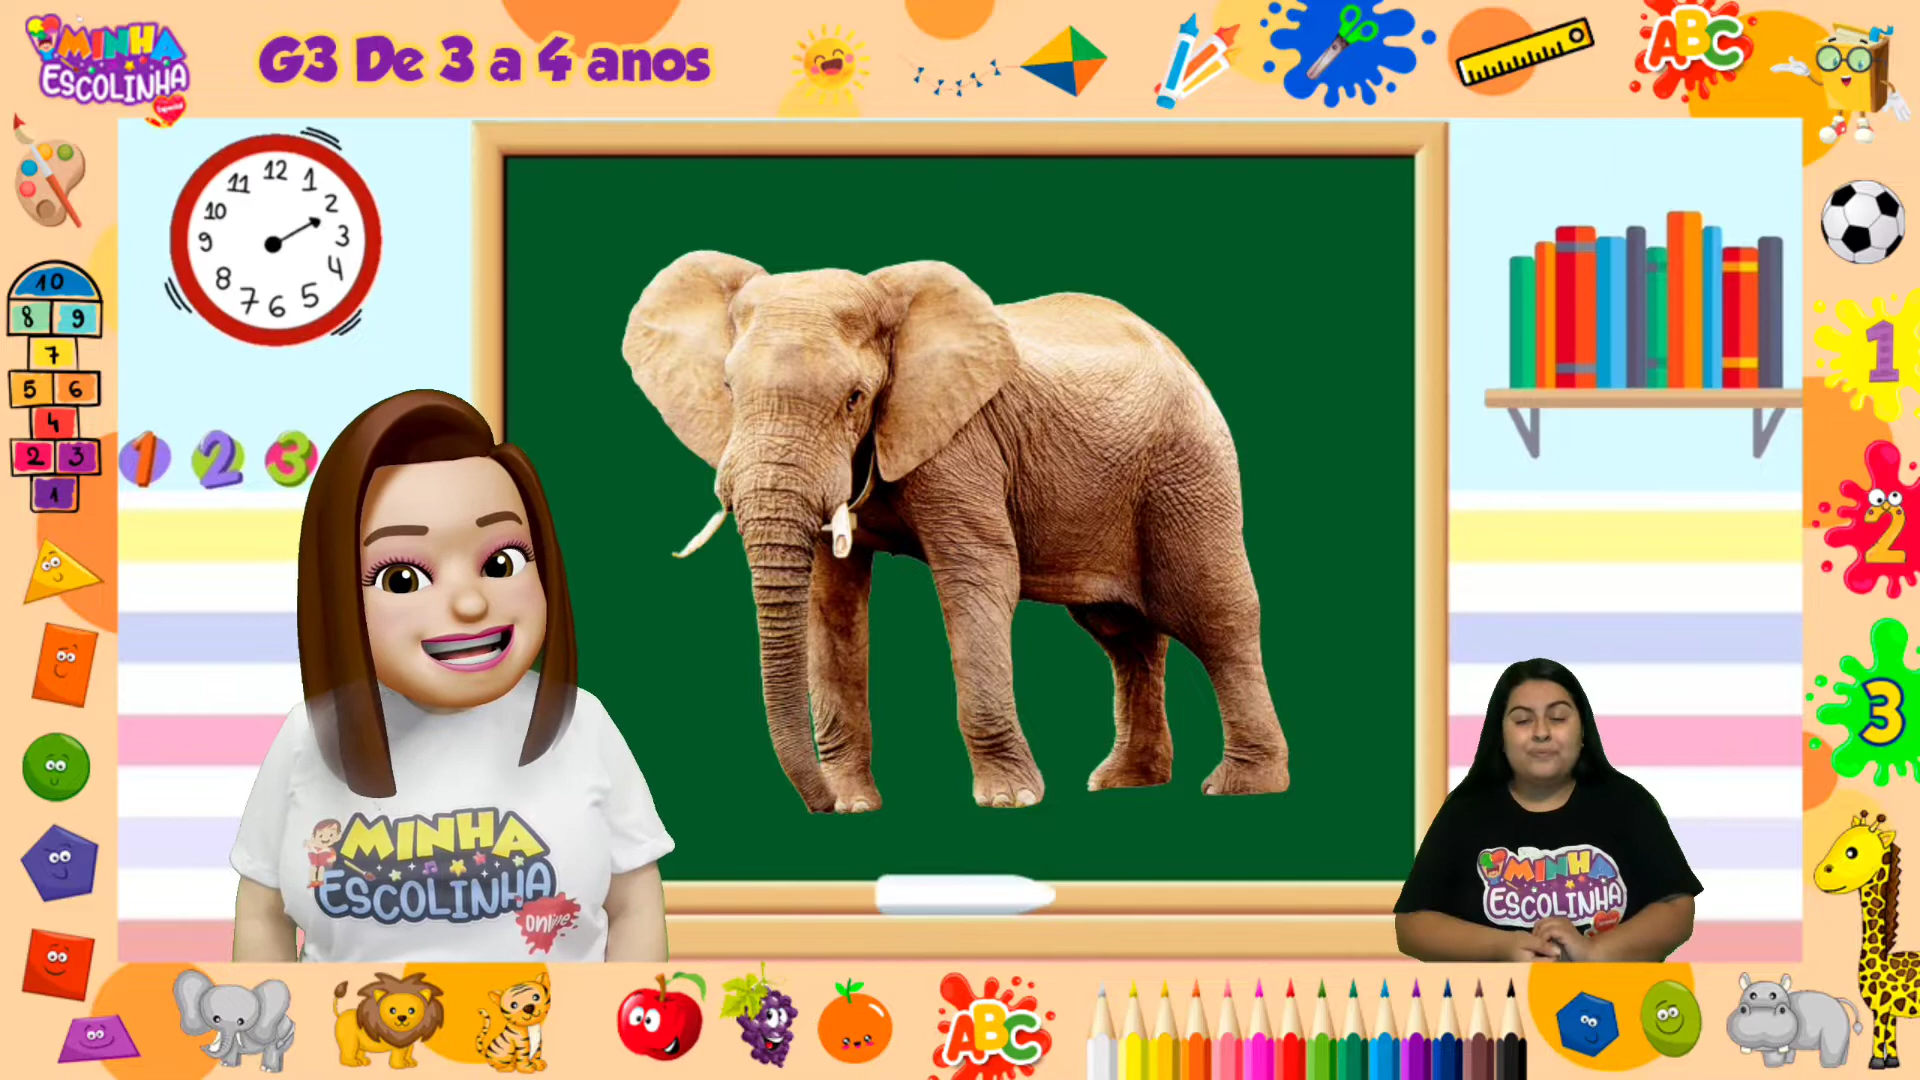 MINHA
ESCOLINHA
Especial
G3 De 3 a 4 anos
ABC
12
11
1
10
2
9
3
8
4
7
6
5
10
8 9
7
5 6
4
2 3
1
1 2 3
1
2
3
MINHA
ESCOLINHA
online
MINHA
ESCOLINHA
ABC